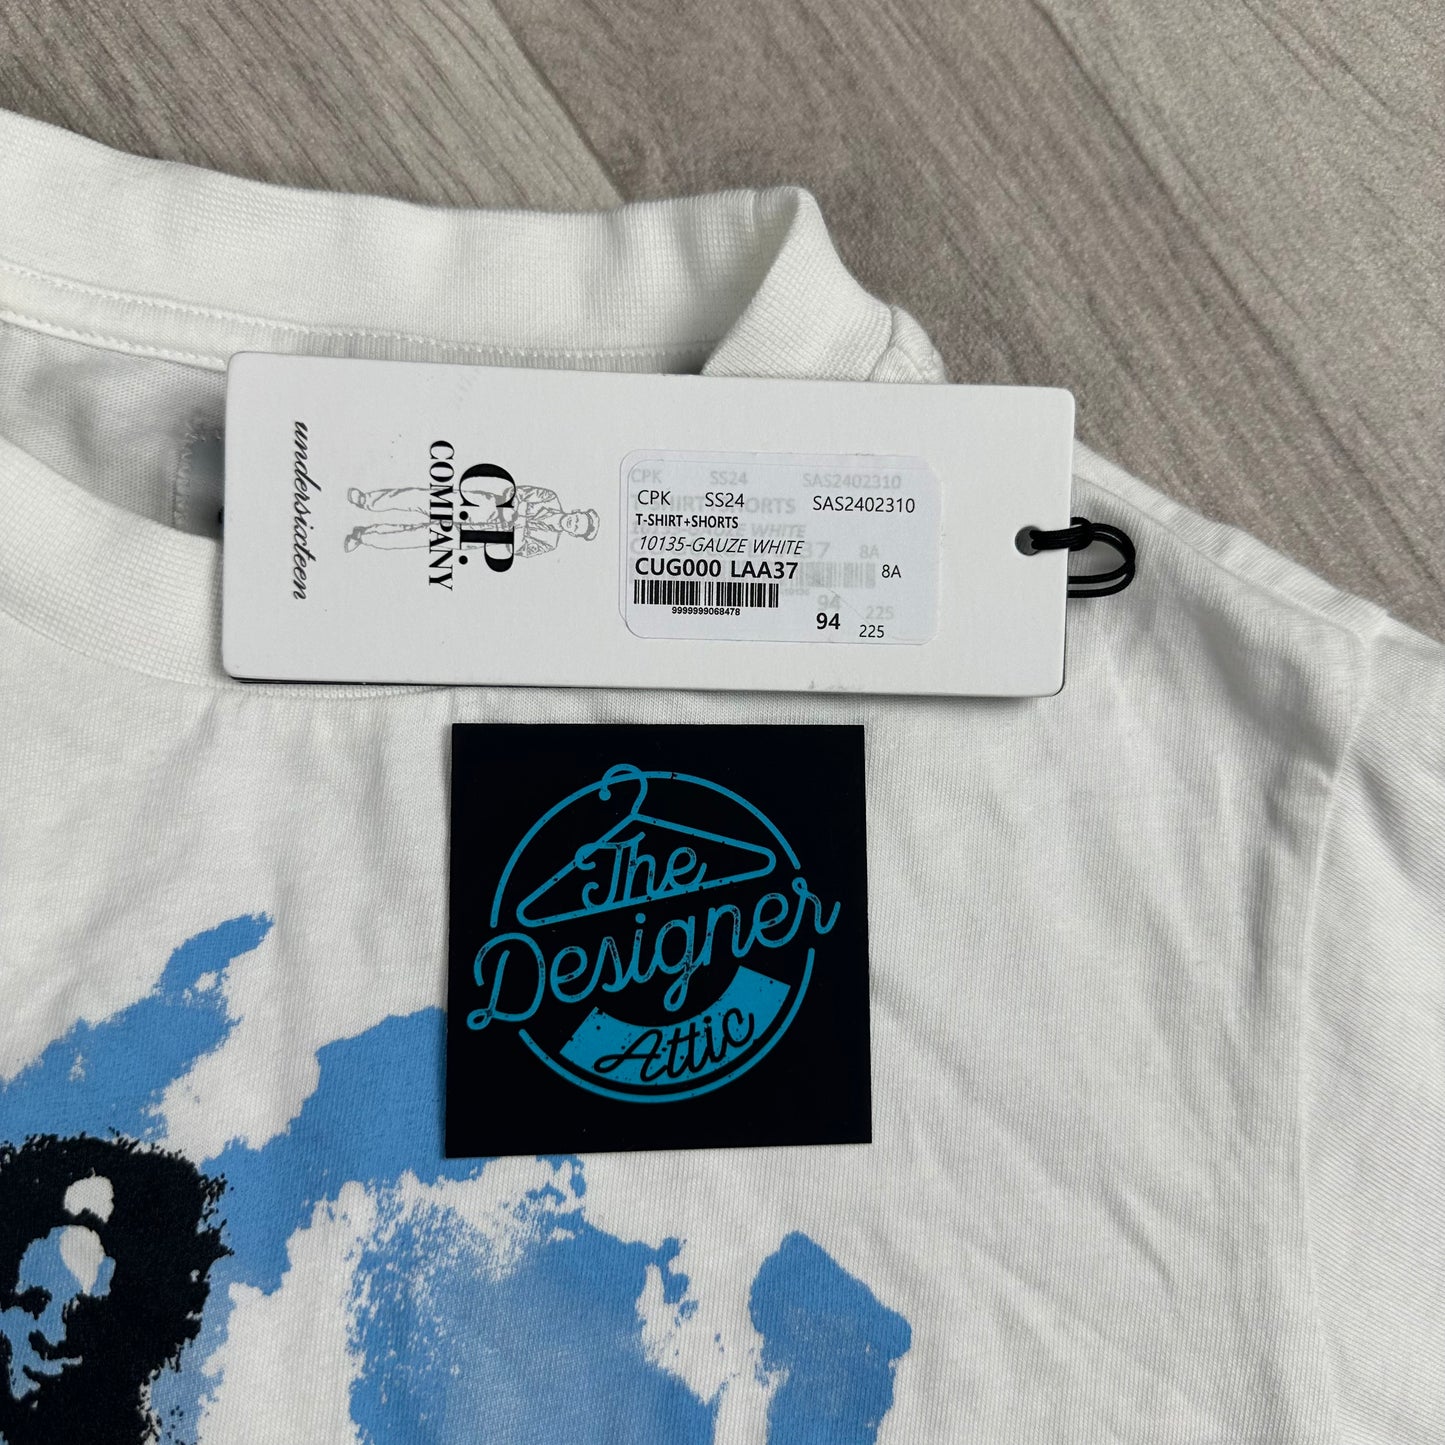 undersixteen
C.P.
COMPANY
CPK SS24 SAS2402310
T-SHIRT+SHORTS
10135-GAUZE WHITE
CUG000 LAA37 8A
9999999068478
94 225
The
Designer
Attic